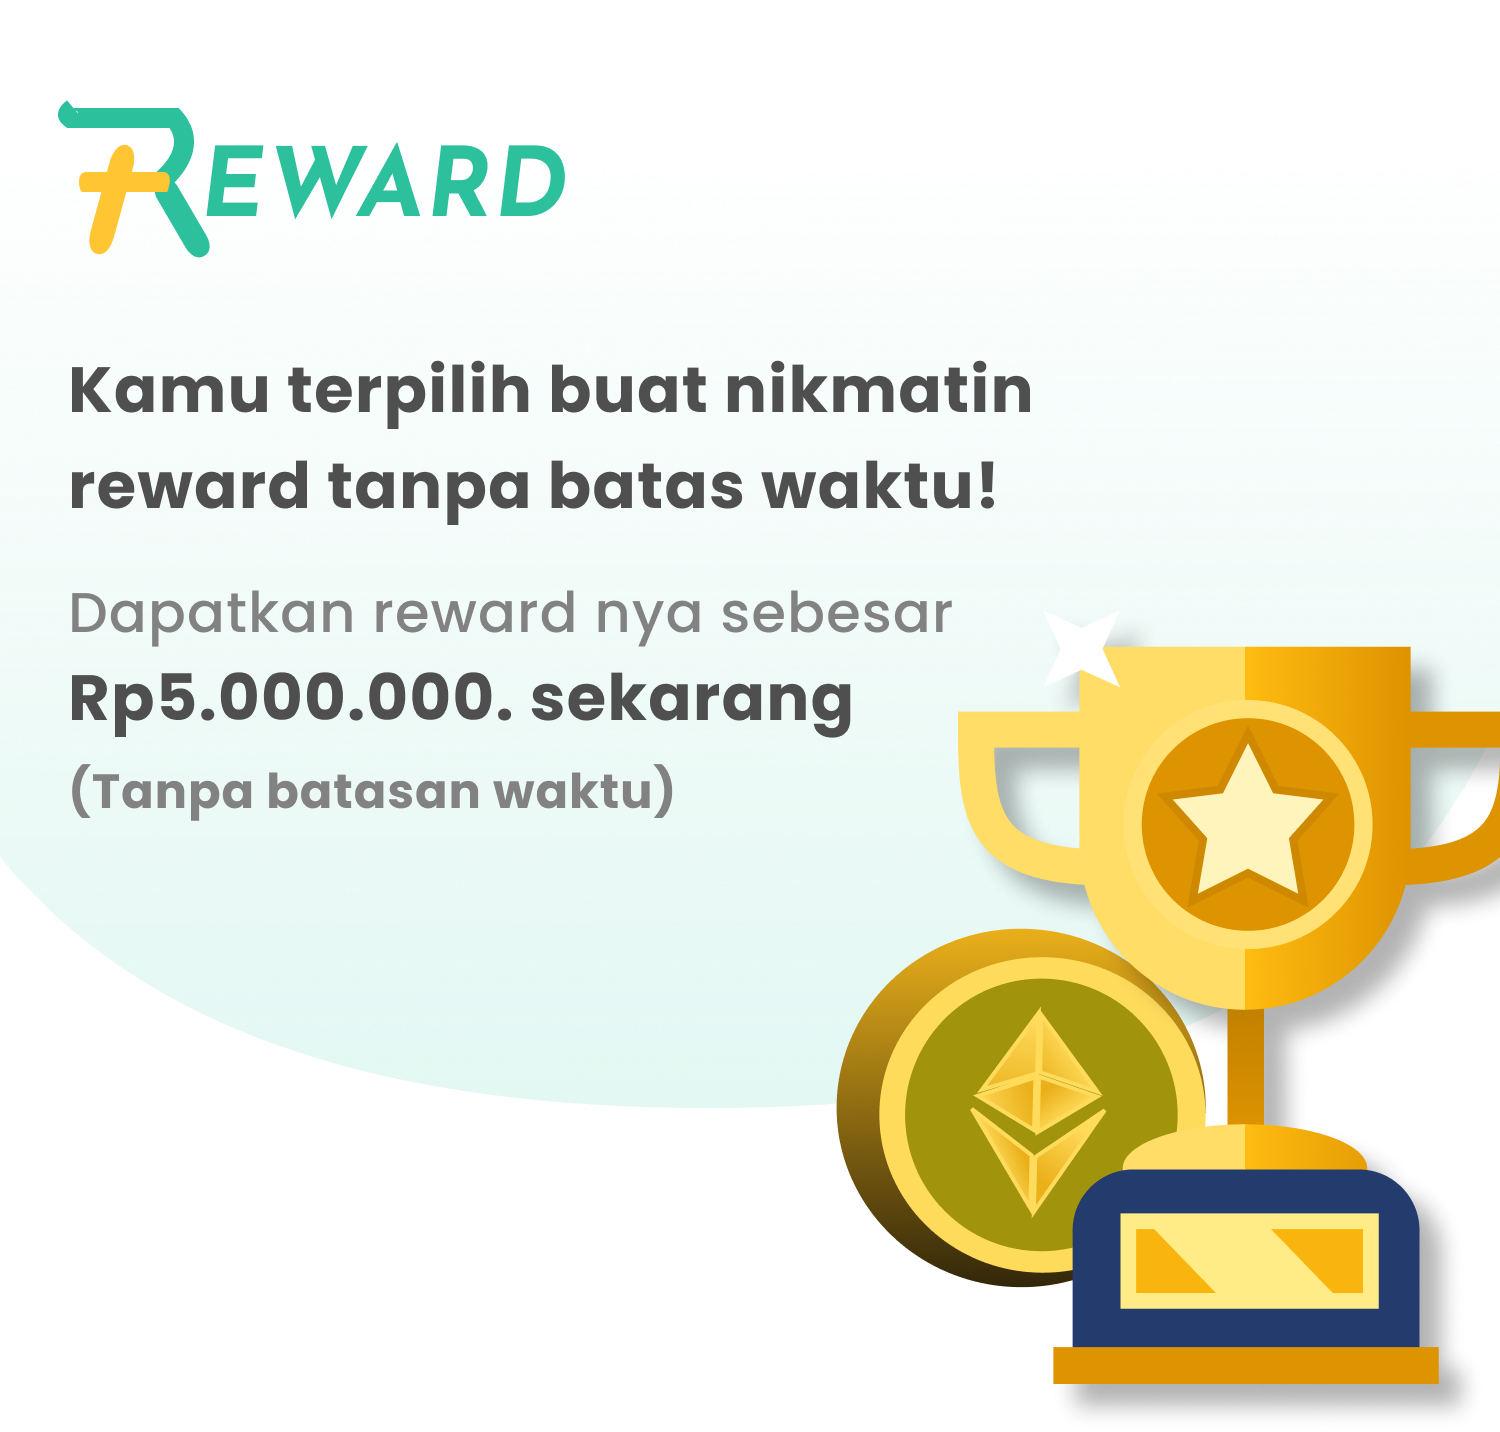 REWARD
Kamu terpilih buat nikmatin
reward tanpa batas waktu!
Dapatkan reward nya sebesar
Rp5.000.000. sekarang
(Tanpa batasan waktu)